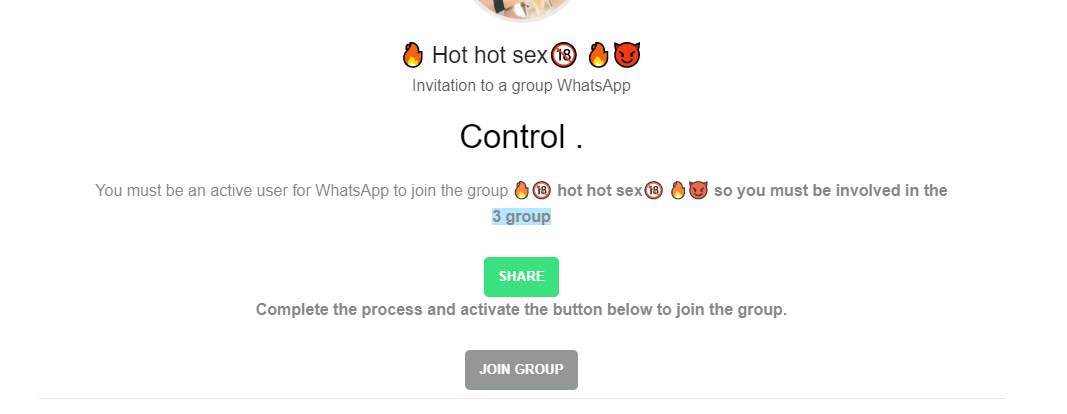 🔥 Hot hot sex🔞 🔥😈
Invitation to a group WhatsApp
Control .
You must be an active user for WhatsApp to join the group 🔥🔞 hot hot sex🔞 🔥😈 so you must be involved in the
3 group
SHARE
Complete the process and activate the button below to join the group.
JOIN GROUP